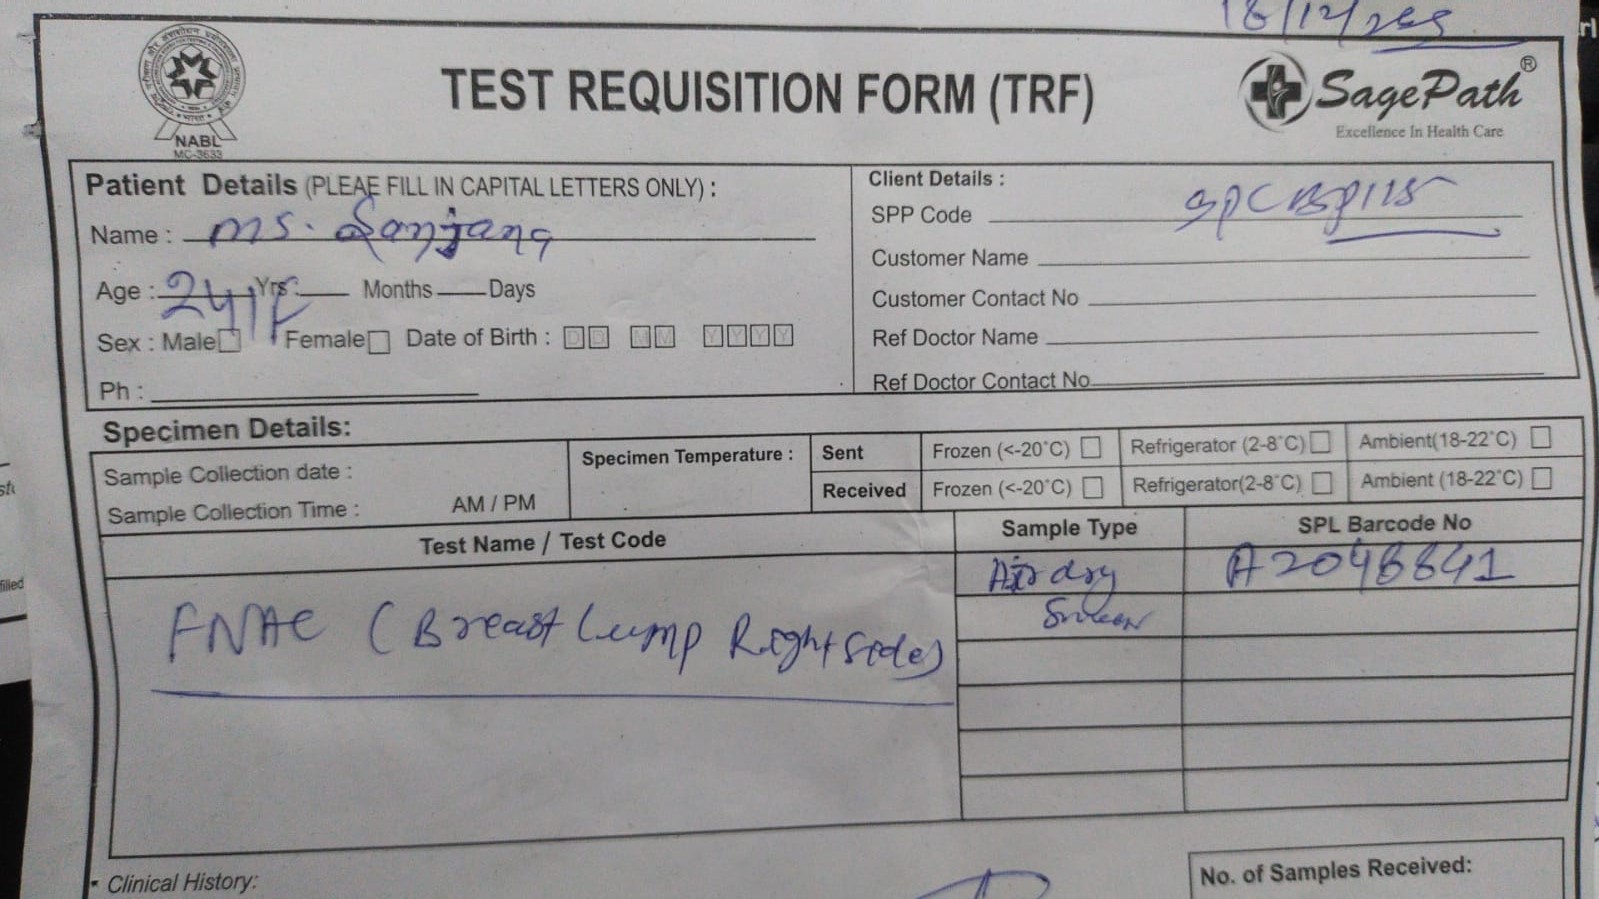 18/12/
TEST REQUISITION FORM (TRF)
NABL
MC-3633
SagePath®
Excellence In Health Care
Patient Details (PLEAE FILL IN CAPITAL LETTERS ONLY) :
Name : MS. Sanjana
Age : 24/F Yrs. Months Days
Sex : Male Female Date of Birth : DD MM YYYY
Ph :
Client Details :
SPP Code
Customer Name
Customer Contact No
Ref Doctor Name
Ref Doctor Contact No
Specimen Details:
Sample Collection date :
Sample Collection Time : AM / PM
Specimen Temperature :
Sent Frozen (<-20°C) Refrigerator (2-8°C) Ambient(18-22°C)
Received Frozen (<-20°C) Refrigerator(2-8°C) Ambient (18-22°C)
Test Name / Test Code Sample Type SPL Barcode No
FNAC (Breast Lump Right Side) Air dry A2048841
Smear
Clinical History:
No. of Samples Received: